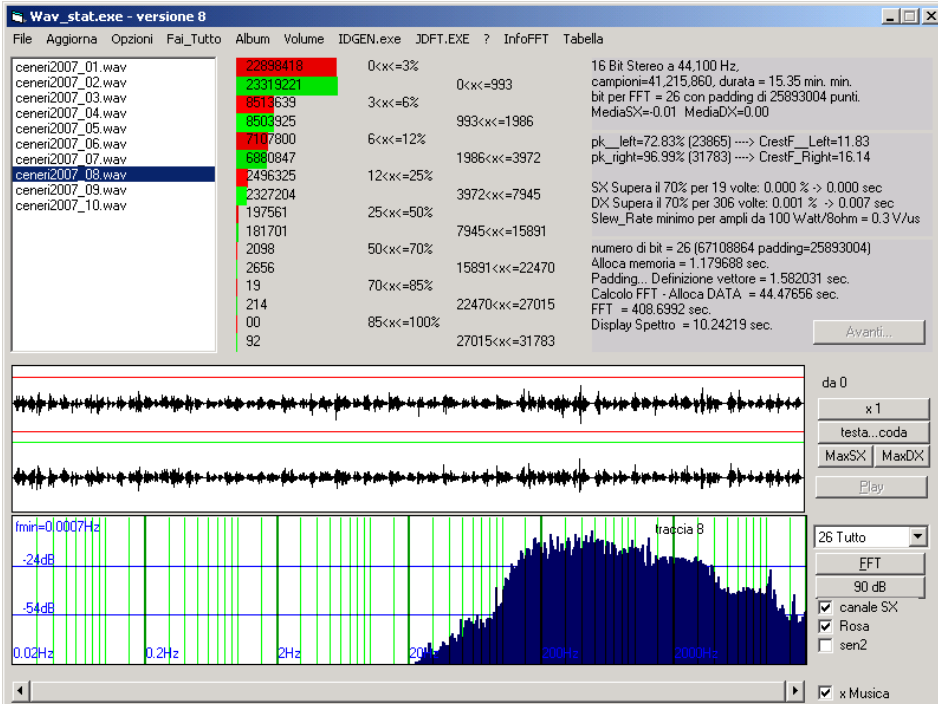 Wav_stat.exe - versione 8
File Aggiorna Opzioni Fai_Tutto Album Volume IDGEN.exe JDFT.EXE ? InfoFFT Tabella
ceneri2007_01.wav
ceneri2007_02.wav
ceneri2007_03.wav
ceneri2007_04.wav
ceneri2007_05.wav
ceneri2007_06.wav
ceneri2007_07.wav
ceneri2007_08.wav
ceneri2007_09.wav
ceneri2007_10.wav
22898418 0<x<=3%
23319221 0<x<=993
8513639 3<x<=6%
8503925 993<x<=1986
7107800 6<x<=12%
6880847 1986<x<=3972
2496325 12<x<=25%
2327204 3972<x<=7945
197561 25<x<=50%
181701 7945<x<=15891
2098 50<x<=70%
2656 15891<x<=22470
19 70<x<=85%
214 22470<x<=27015
00 85<x<=100%
92 27015<x<=31783
16 Bit Stereo a 44,100 Hz,
campioni=41,215,860, durata = 15.35 min. min.
bit per FFT = 26 con padding di 25893004 punti.
MediaSX=-0.01 MediaDX=0.00
pk__left=72.83% (23865) ----> CrestF__Left=11.83
pk_right=96.99% (31783) ----> CrestF_Right=16.14
SX Supera il 70% per 19 volte: 0.000 % -> 0.000 sec
DX Supera il 70% per 306 volte: 0.001 % -> 0.007 sec
Slew_Rate minimo per ampli da 100 Watt/8ohm = 0.3 V/us
numero di bit = 26 (67108864 padding=25893004)
Alloca memoria = 1.179688 sec.
Padding... Definizione vettore = 1.582031 sec.
Calcolo FFT - Alloca DATA = 44.47656 sec.
FFT = 408.6992 sec.
Display Spettro = 10.24219 sec.
Avanti...
da 0
x 1
testa...coda
MaxSX MaxDX
Play
fmin=0.0007Hz
traccia 8
-24dB
-54dB
0.02Hz 0.2Hz 2Hz 20Hz 200Hz 2000Hz
26 Tutto
FFT
90 dB
canale SX
Rosa
sen2
x Musica